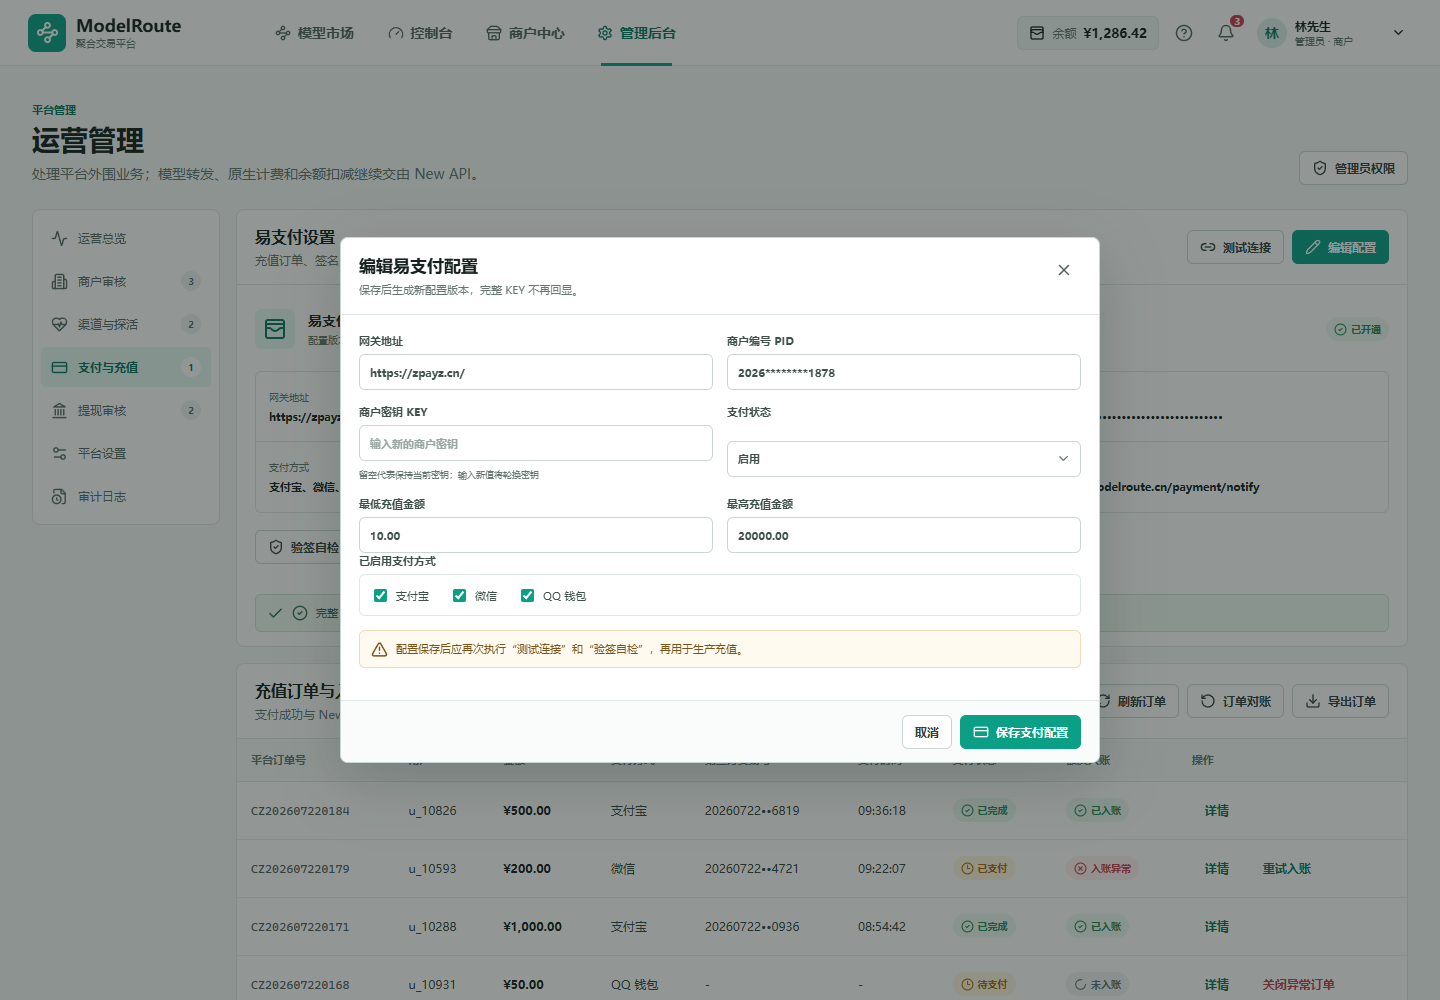 ModelRoute
聚合交易平台
模型市场
控制台
商户中心
管理后台
余额 ¥1,286.42
3
林
林先生
管理员 · 商户
平台管理
运营管理
处理平台外围业务；模型转发、原生计费和余额扣减继续交由 New API。
管理员权限
运营总览
商户审核 3
渠道与探活 2
支付与充值 1
提现审核 2
平台设置
审计日志
易支付设置
充值订单、签名
测试连接
编辑配置
已开通
网关地址
https://zpayz
支付方式
支付宝、微信、
odelroute.cn/payment/notify
验签自检
完整
编辑易支付配置
保存后生成新配置版本，完整 KEY 不再回显。
网关地址
https://zpayz.cn/
商户编号 PID
2026********1878
商户密钥 KEY
输入新的商户密钥
留空代表保持当前密钥；输入新值将轮换密钥
支付状态
启用
最低充值金额
10.00
最高充值金额
20000.00
已启用支付方式
支付宝
微信
QQ 钱包
配置保存后应再次执行“测试连接”和“验签自检”，再用于生产充值。
取消
保存支付配置
充值订单与
支付成功与 New
刷新订单
订单对账
导出订单
平台订单号
操作
CZ202607220184 u_10826 ¥500.00 支付宝 20260722••6819 09:36:18 已完成 已入账 详情
CZ202607220179 u_10593 ¥200.00 微信 20260722••4721 09:22:07 已支付 入账异常 详情 重试入账
CZ202607220171 u_10288 ¥1,000.00 支付宝 20260722••0936 08:54:42 已完成 已入账 详情
CZ202607220168 u_10931 ¥50.00 QQ 钱包 - - 待支付 未入账 详情 关闭异常订单